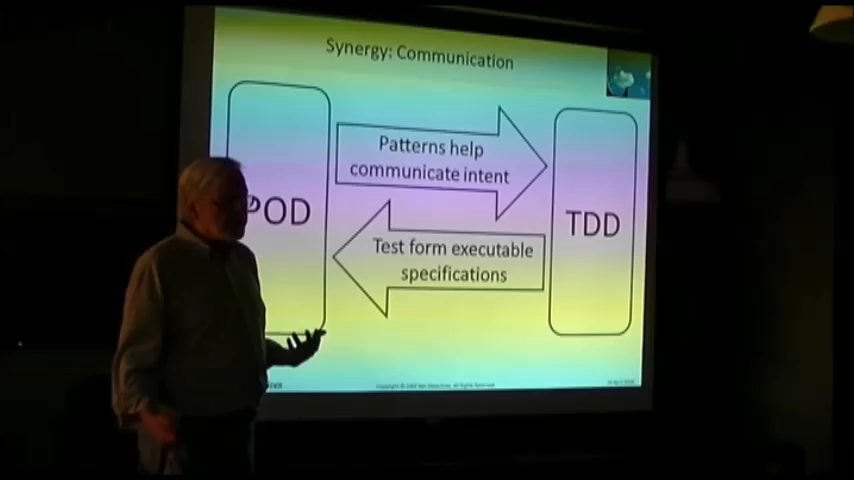 Synergy: Communication
Patterns help
communicate intent
POD
TDD
Test form executable
specifications